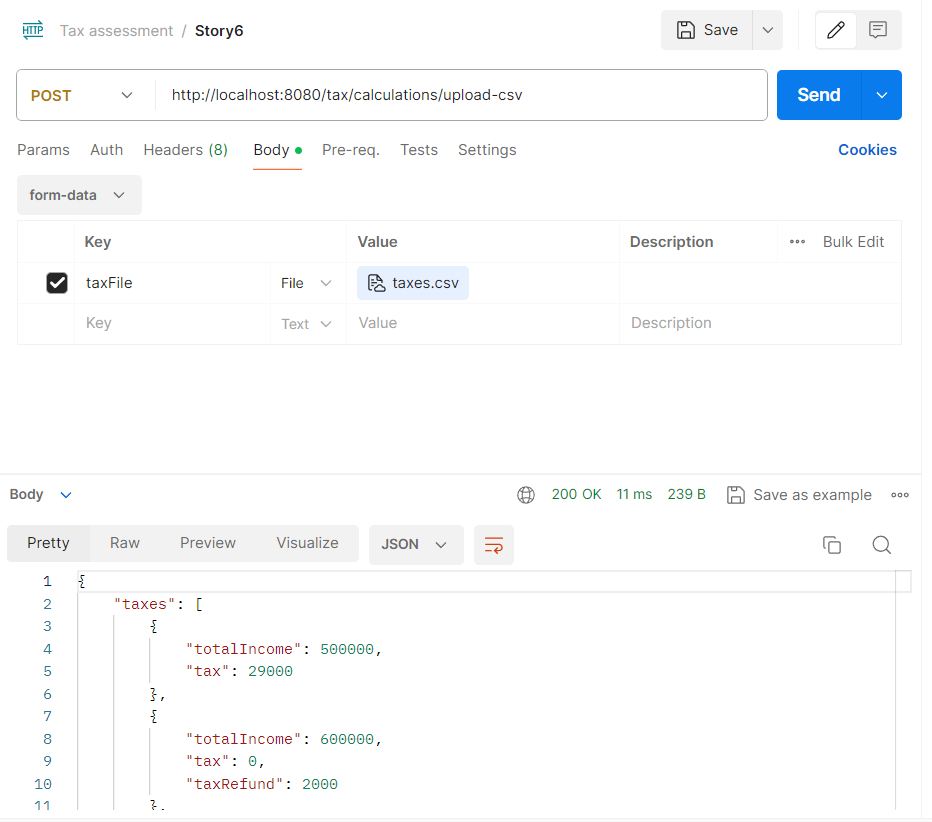 HTTP Tax assessment / Story6 Save
POST http://localhost:8080/tax/calculations/upload-csv Send
Params Auth Headers (8) Body Pre-req. Tests Settings Cookies
form-data
Key Value Description Bulk Edit
taxFile File taxes.csv
Key Text Value Description
Body 200 OK 11 ms 239 B Save as example
Pretty Raw Preview Visualize JSON
1 {
2 "taxes": [
3 {
4 "totalIncome": 500000,
5 "tax": 29000
6 },
7 {
8 "totalIncome": 600000,
9 "tax": 0,
10 "taxRefund": 2000
11 },